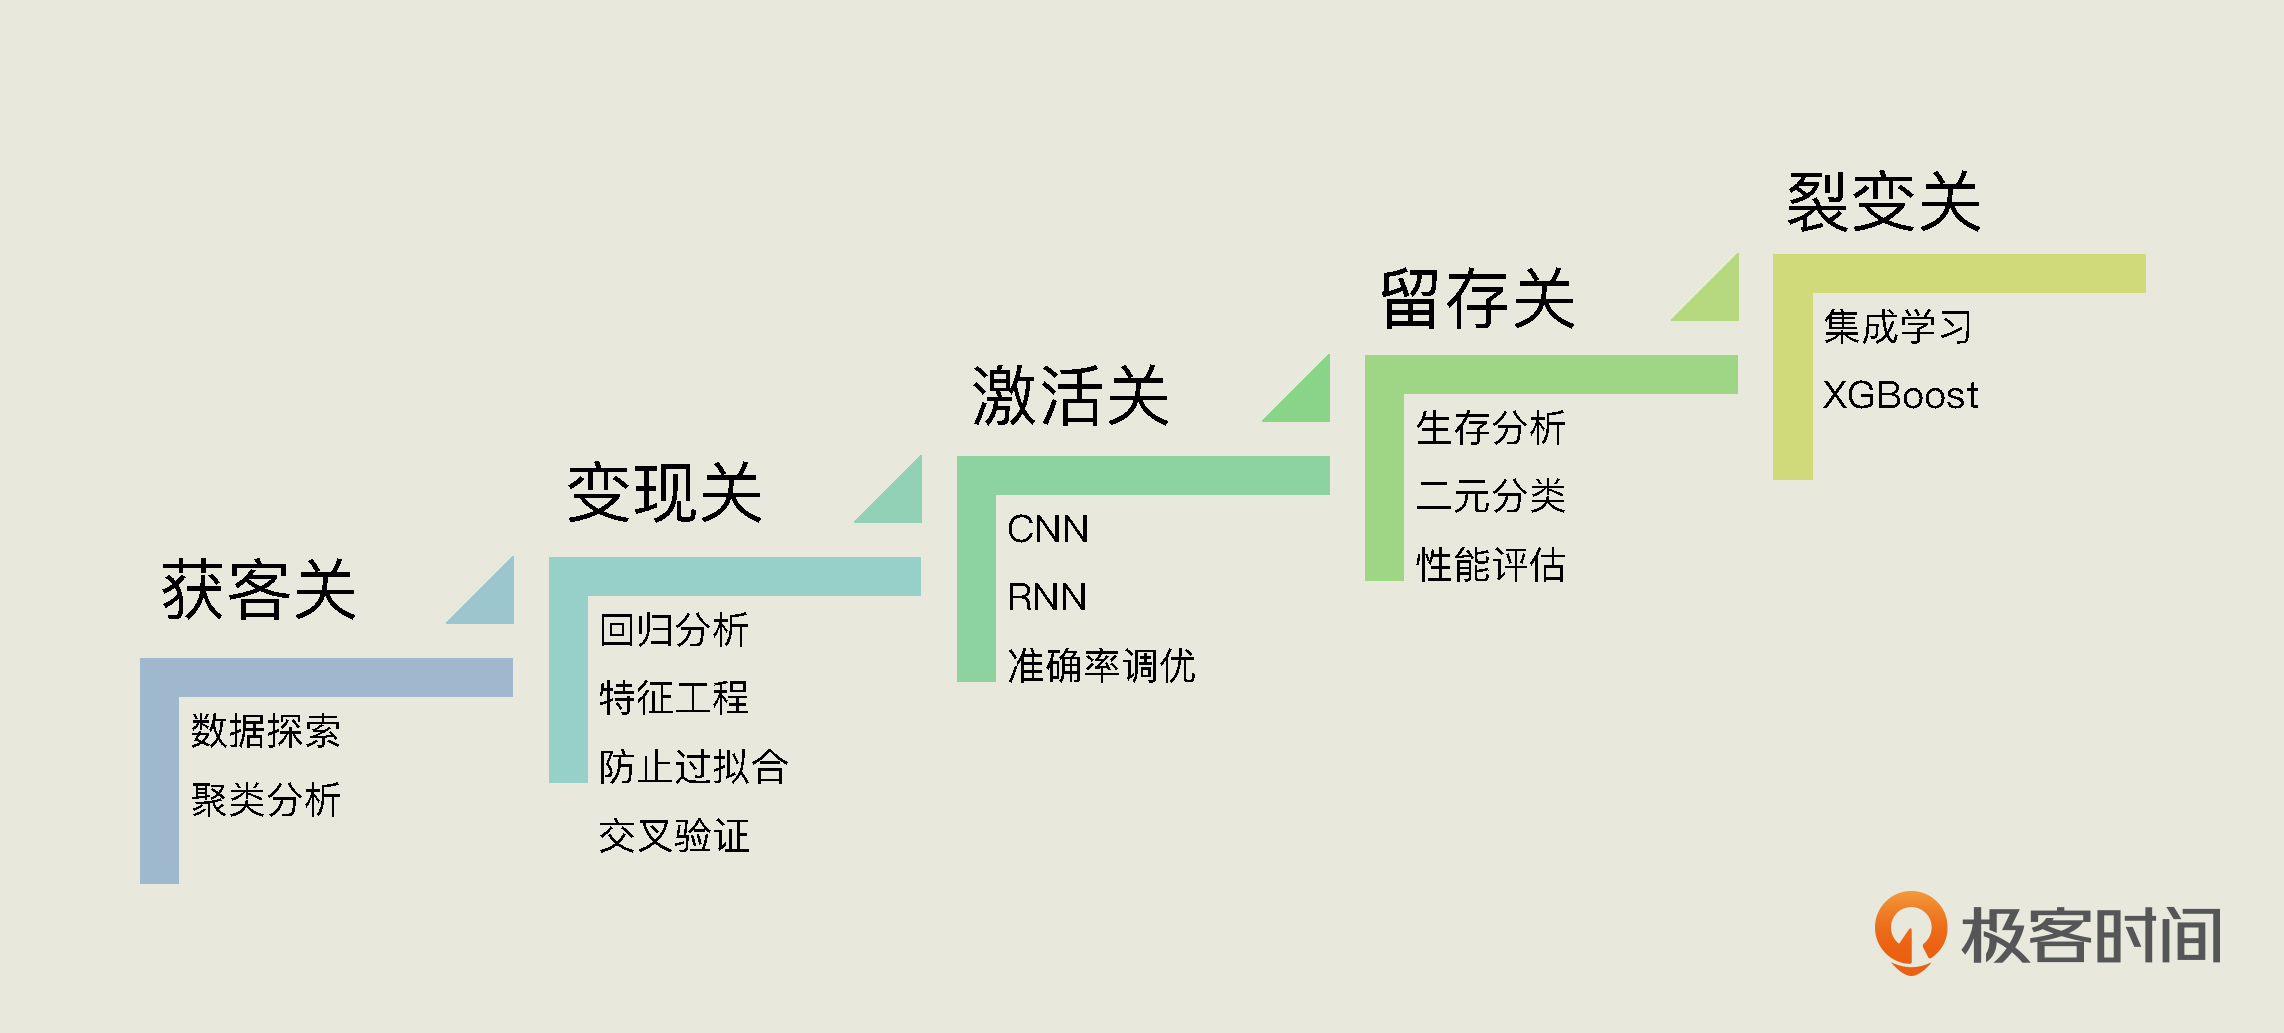 获客关
数据探索
聚类分析
变现关
回归分析
特征工程
防止过拟合
交叉验证
激活关
CNN
RNN
准确率调优
留存关
生存分析
二元分类
性能评估
裂变关
集成学习
XGBoost
极客时间